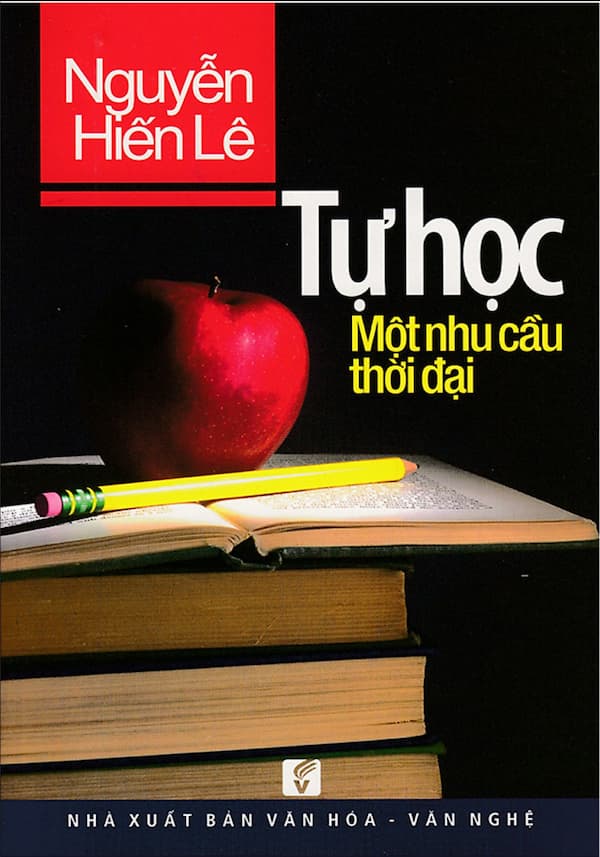 Nguyễn
Hiến Lê
Tự học
Một nhu cầu
thời đại
V
NHÀ XUẤT BẢN VĂN HÓA - VĂN NGHỆ